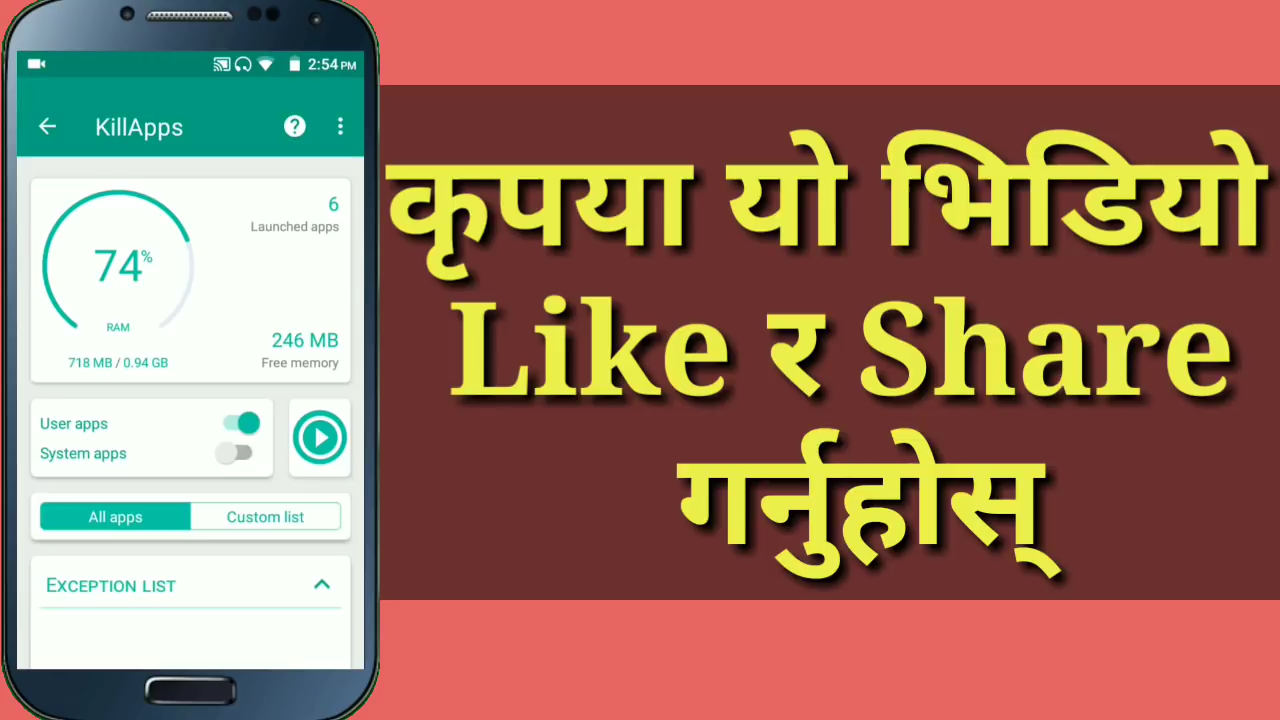 2:54 PM
KillApps
?
6
Launched apps
74%
RAM
246 MB
718 MB / 0.94 GB
Free memory
User apps
System apps
All apps
Custom list
EXCEPTION LIST
कृपया यो भिडियो
Like र Share
गर्नुहोस्